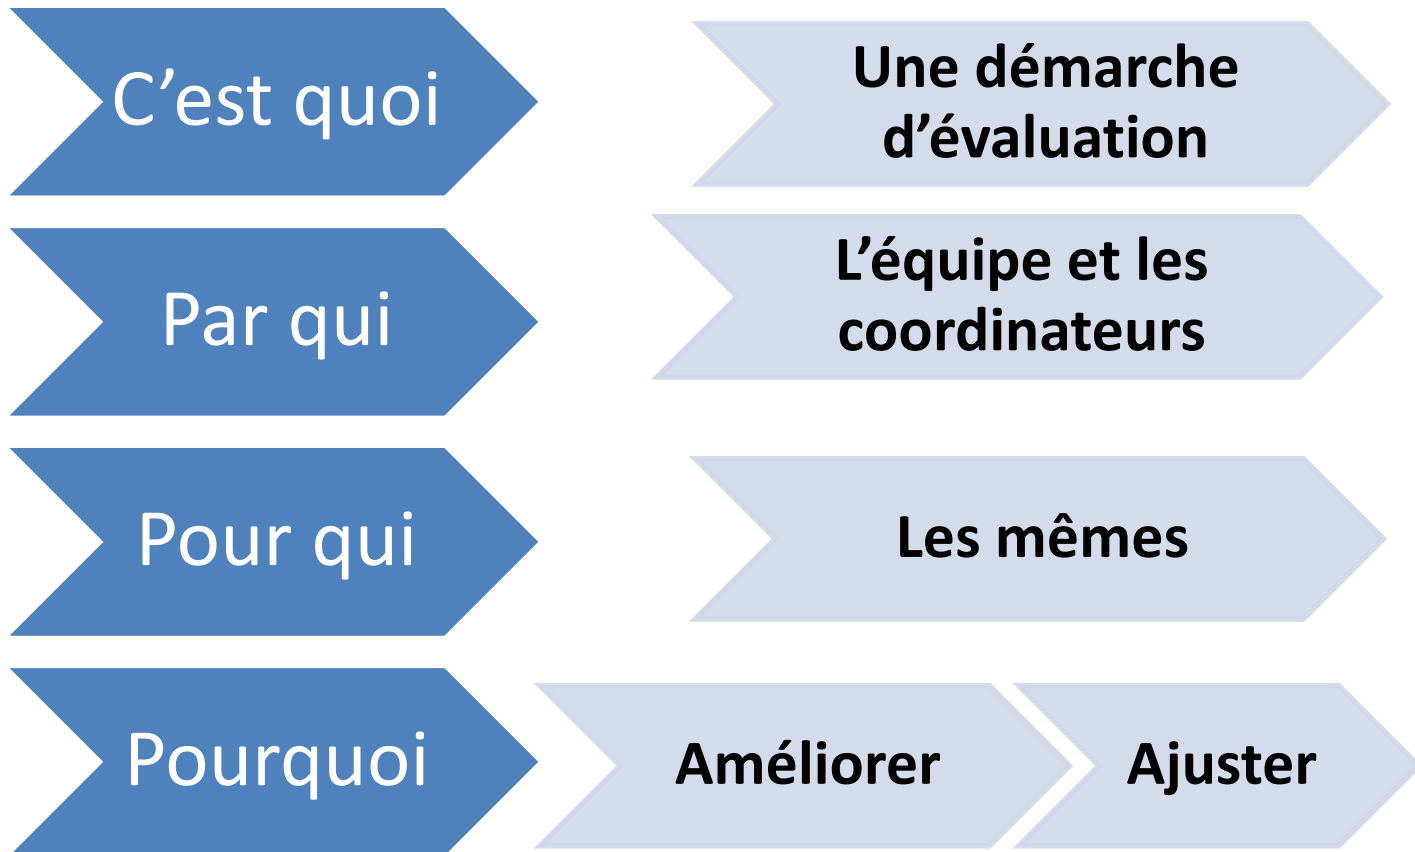 C’est quoi
Une démarche
d’évaluation
Par qui
L’équipe et les
coordinateurs
Pour qui
Les mêmes
Pourquoi
Améliorer
Ajuster